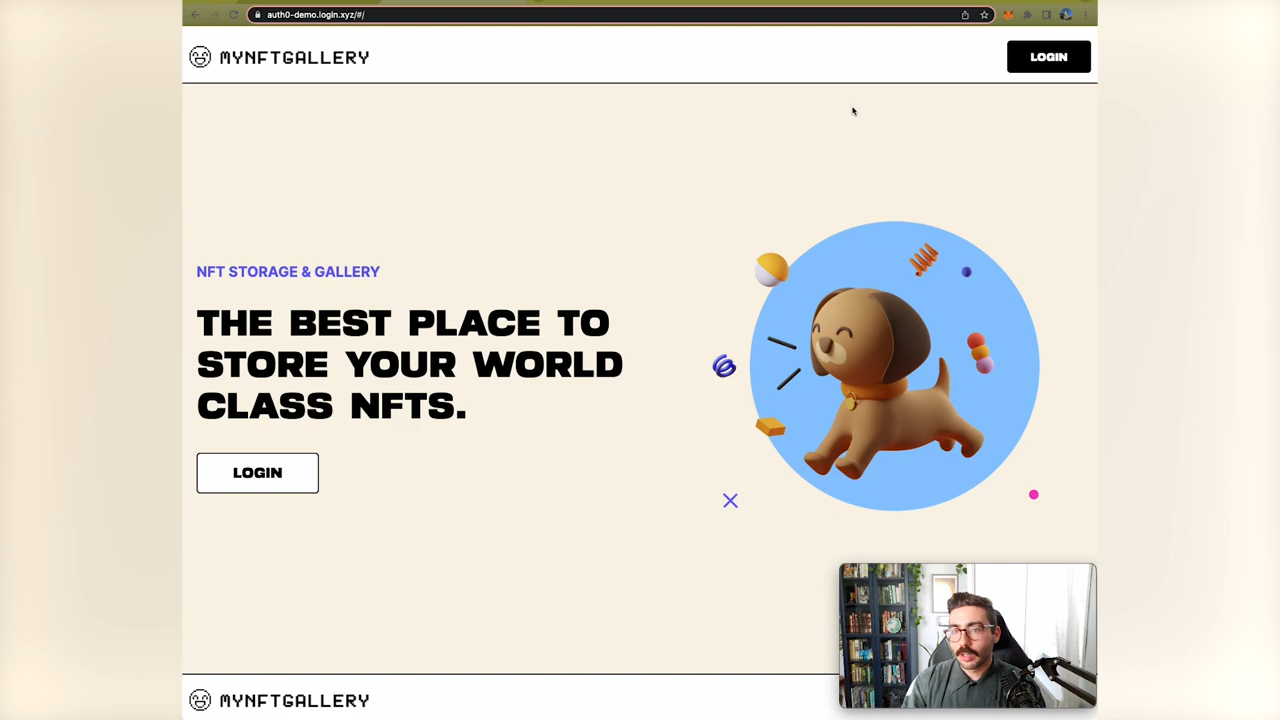 auth0-demo.login.xyz/#/
MYNFTGALLERY
LOGIN
NFT STORAGE & GALLERY
THE BEST PLACE TO
STORE YOUR WORLD
CLASS NFTS.
LOGIN
MYNFTGALLERY